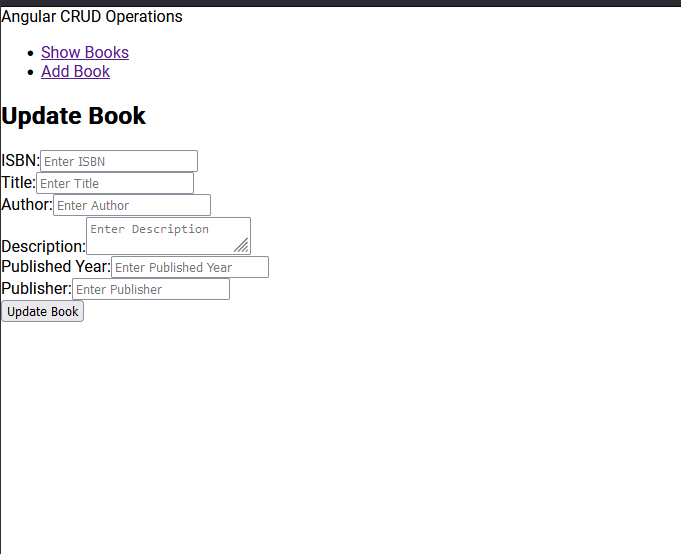 Angular CRUD Operations
Show Books
Add Book
Update Book
ISBN: Enter ISBN
Title: Enter Title
Author: Enter Author
Description: Enter Description
Published Year: Enter Published Year
Publisher: Enter Publisher
Update Book